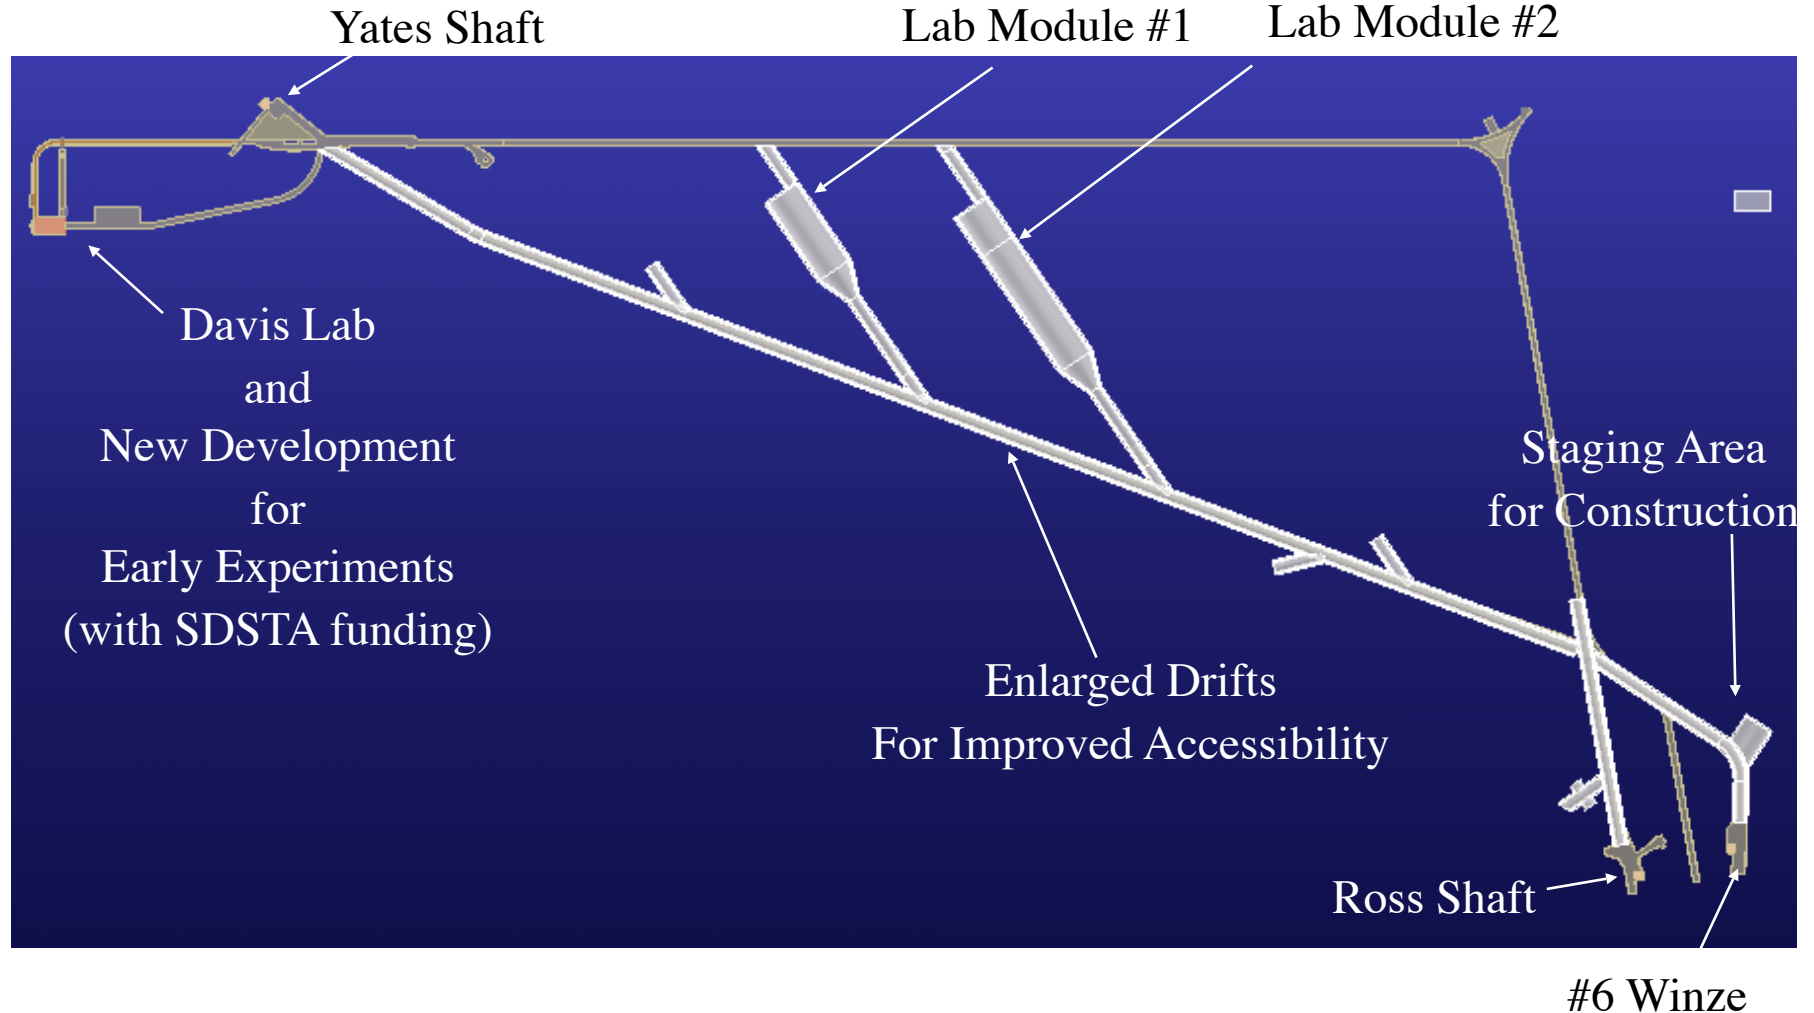 Yates Shaft
Lab Module #1
Lab Module #2
Davis Lab
and
New Development
for
Early Experiments
(with SDSTA funding)
Staging Area
for Construction
Enlarged Drifts
For Improved Accessibility
Ross Shaft
#6 Winze